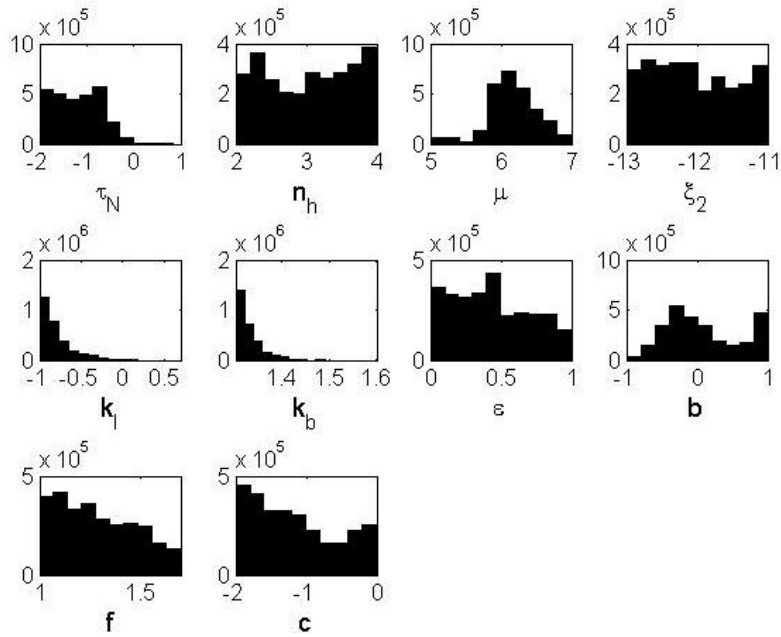 x 10^5 x 10^5 x 10^5 x 10^5
10 4 10 4
5 2 5 2
0 0 0 0
-2 -1 0 1 2 3 4 5 6 7 -13 -12 -11
τ_N n_h μ ξ_2
x 10^6 x 10^6 x 10^5 x 10^5
2 2 6 10
1 1 4 5
2
0 0 0 0
-1 -0.5 0 0.5 1.4 1.5 1.6 0 0.5 1 -1 0 1
k_l k_b ε b
x 10^5 x 10^5
5 5
0 0
1 1.5 -2 -1 0
f c